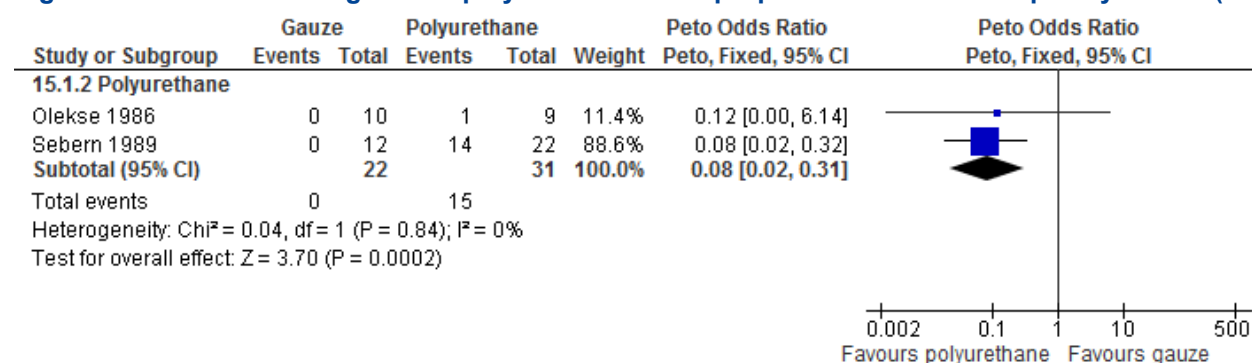 Gauze Polyurethane Peto Odds Ratio Peto Odds Ratio
Study or Subgroup Events Total Events Total Weight Peto, Fixed, 95% CI Peto, Fixed, 95% CI
15.1.2 Polyurethane
Olekse 1986 0 10 1 9 11.4% 0.12 [0.00, 6.14]
Sebern 1989 0 12 14 22 88.6% 0.08 [0.02, 0.32]
Subtotal (95% CI) 22 31 100.0% 0.08 [0.02, 0.31]
Total events 0 15
Heterogeneity: Chi² = 0.04, df = 1 (P = 0.84); I² = 0%
Test for overall effect: Z = 3.70 (P = 0.0002)
0.002 0.1 1 10 500
Favours polyurethane Favours gauze